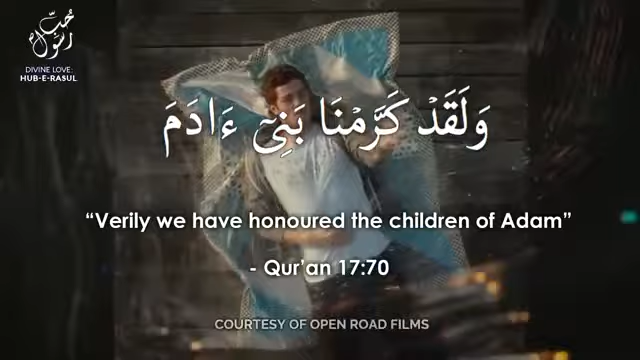 حُبِّ
رَسُول
DIVINE LOVE:
HUB-E-RASUL
وَلَقَدْ كَرَّمْنَا بَنِىٓ ءَادَمَ
“Verily we have honoured the children of Adam”
- Qur’an 17:70
COURTESY OF OPEN ROAD FILMS